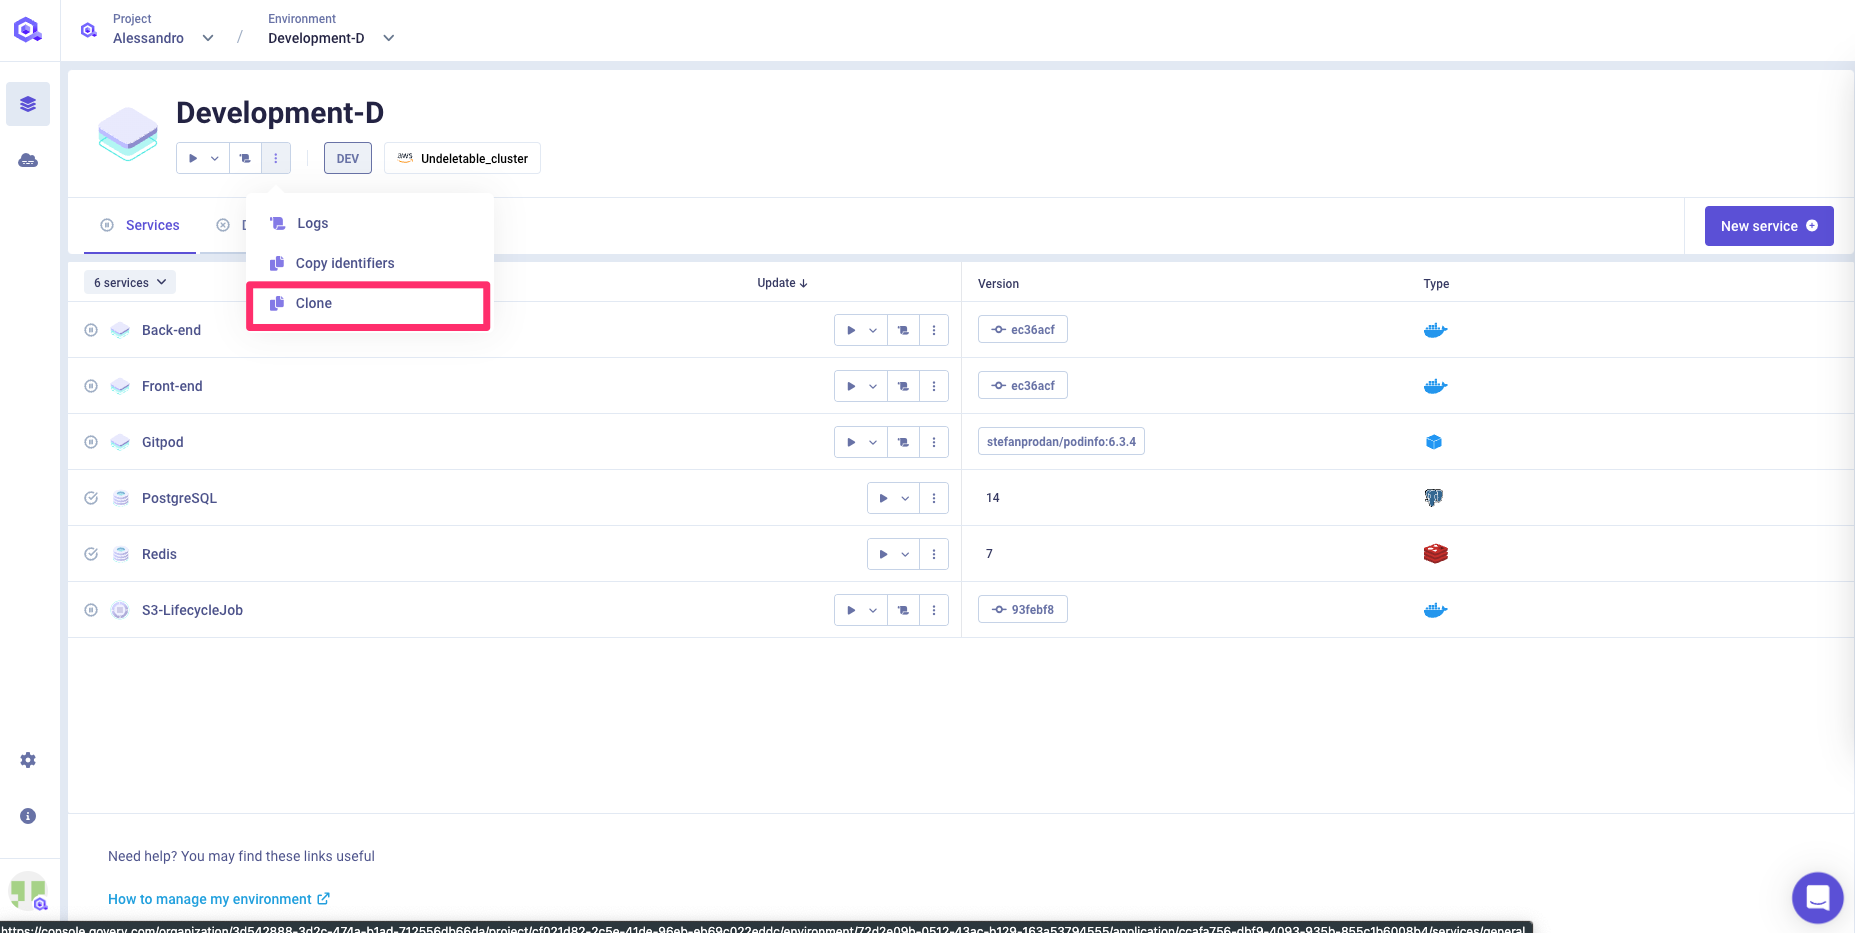 Project
Alessandro
/
Environment
Development-D
Development-D
DEV
aws
Undeletable_cluster
Logs
Copy identifiers
Clone
Services
D
New service
6 services
Update
Version
Type
Back-end
ec36acf
Front-end
ec36acf
Gitpod
stefanprodan/podinfo:6.3.4
PostgreSQL
14
Redis
7
S3-LifecycleJob
93febf8
Need help? You may find these links useful
How to manage my environment